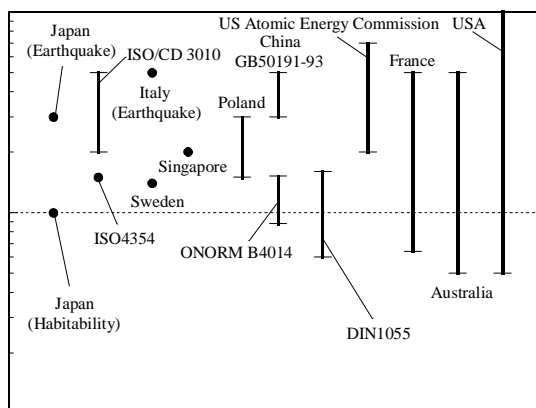 Japan
(Earthquake)
ISO/CD 3010
Italy
(Earthquake)
US Atomic Energy Commission
China
GB50191-93
USA
France
Poland
Singapore
Sweden
ISO4354
ONORM B4014
Japan
(Habitability)
DIN1055
Australia